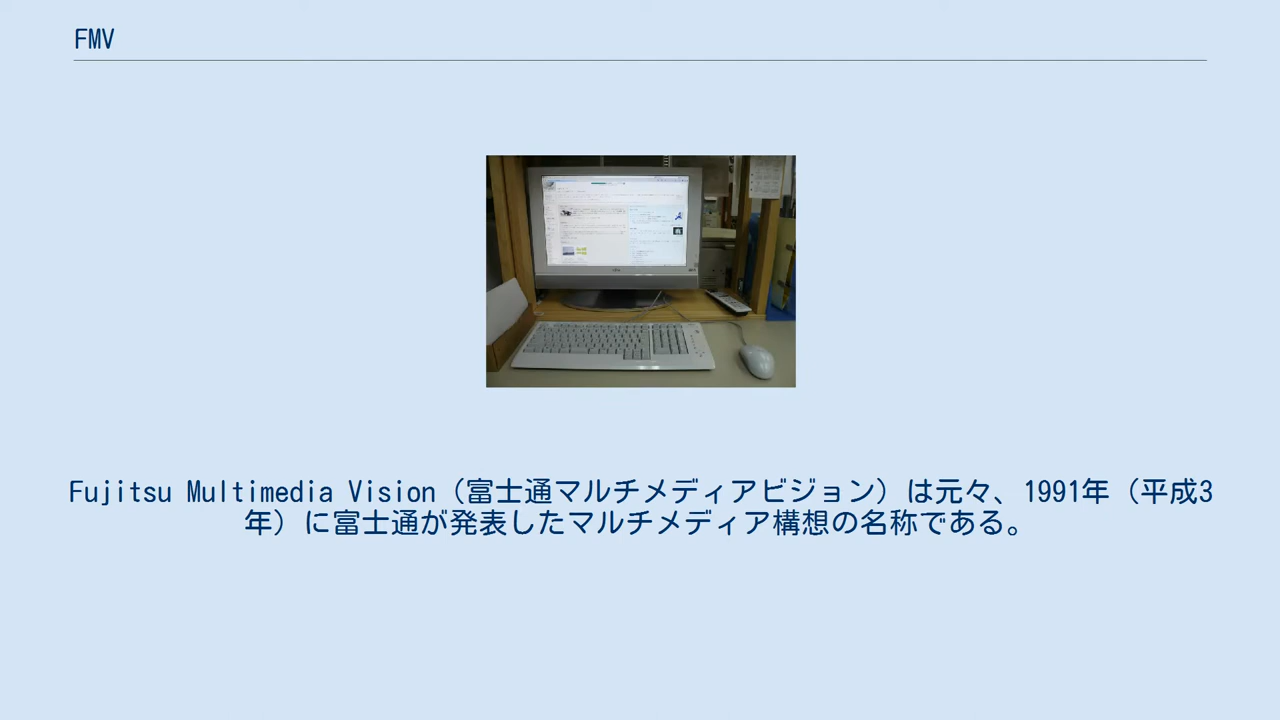 FMV
Fujitsu Multimedia Vision（富士通マルチメディアビジョン）は元々、1991年（平成3
年）に富士通が発表したマルチメディア構想の名称である。